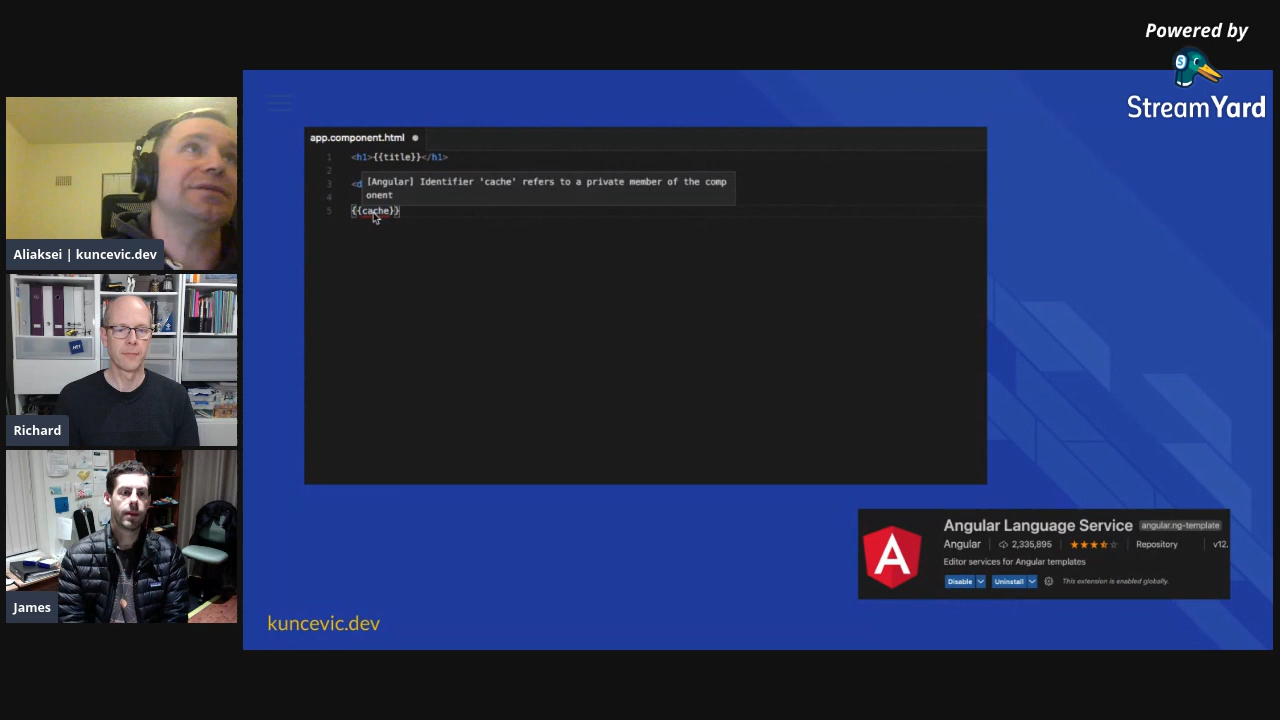 Powered by
StreamYard
Aliaksei | kuncevic.dev
Richard
James
app.component.html
1 <h1>{{title}}</h1>
2
3 <d
[Angular] Identifier 'cache' refers to a private member of the comp
onent
4
5 {{cache}}
Angular Language Service angular.ng-template
Angular 2,335,895 Repository v12.
Editor services for Angular templates
Disable Uninstall This extension is enabled globally.
kuncevic.dev